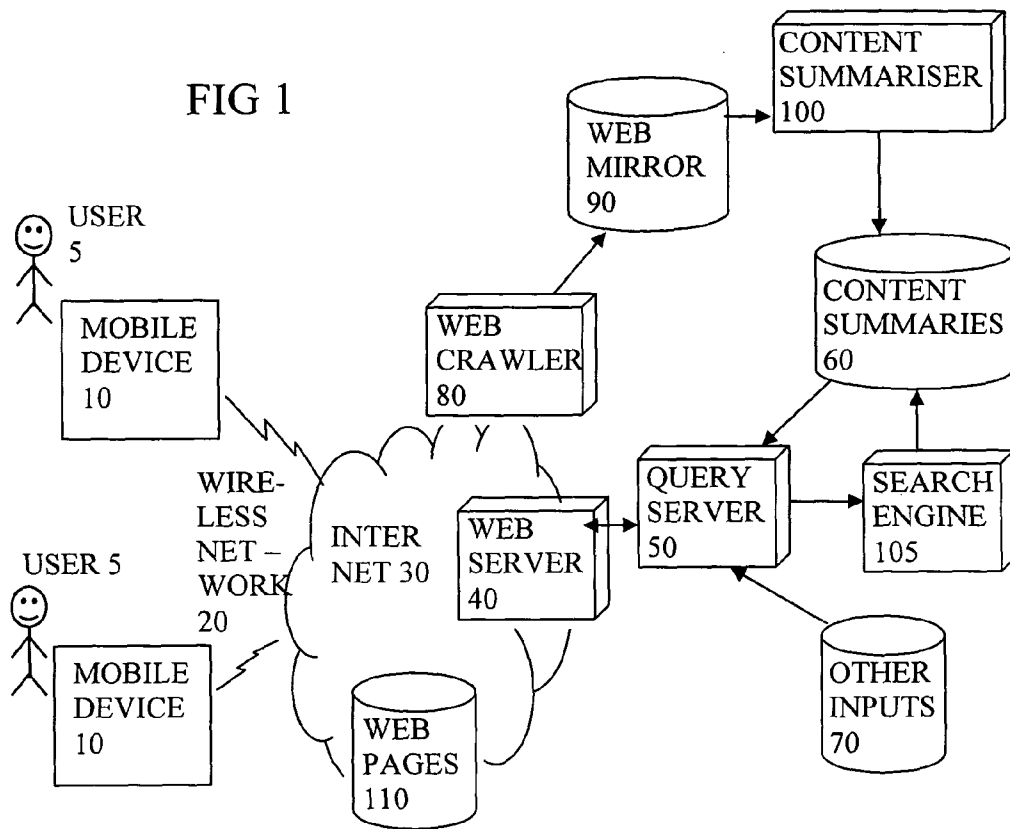 FIG 1
CONTENT
SUMMARISER
100
WEB
MIRROR
90
USER
5
MOBILE
DEVICE
10
WEB
CRAWLER
80
CONTENT
SUMMARIES
60
WIRE-
LESS
NET –
WORK
20
INTER
NET 30
WEB
SERVER
40
QUERY
SERVER
50
SEARCH
ENGINE
105
USER 5
MOBILE
DEVICE
10
WEB
PAGES
110
OTHER
INPUTS
70